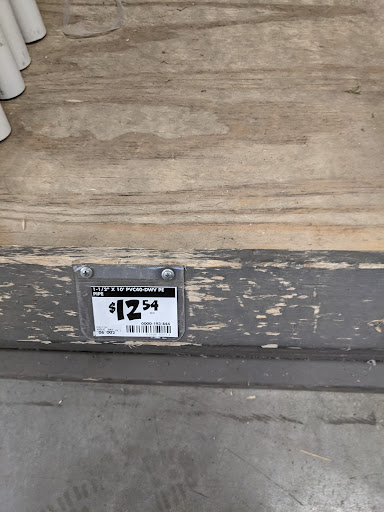 1-1/2" X 10' PVC40-DWV PE
PIPE
$12.54